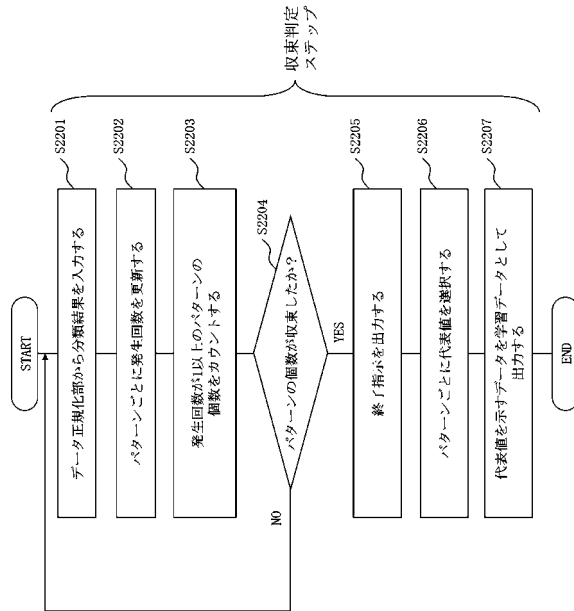 START
S2201
データ正規化部から分類結果を入力する
S2202
パターンごとに発生回数を更新する
S2203
発生回数が1以上のパターンの
個数をカウントする
S2204
パターンの個数が収束したか?
NO
YES
S2205
終了指示を出力する
S2206
パターンごとに代表値を選択する
S2207
代表値を示すデータを学習データとして
出力する
END
収束判定
ステップ